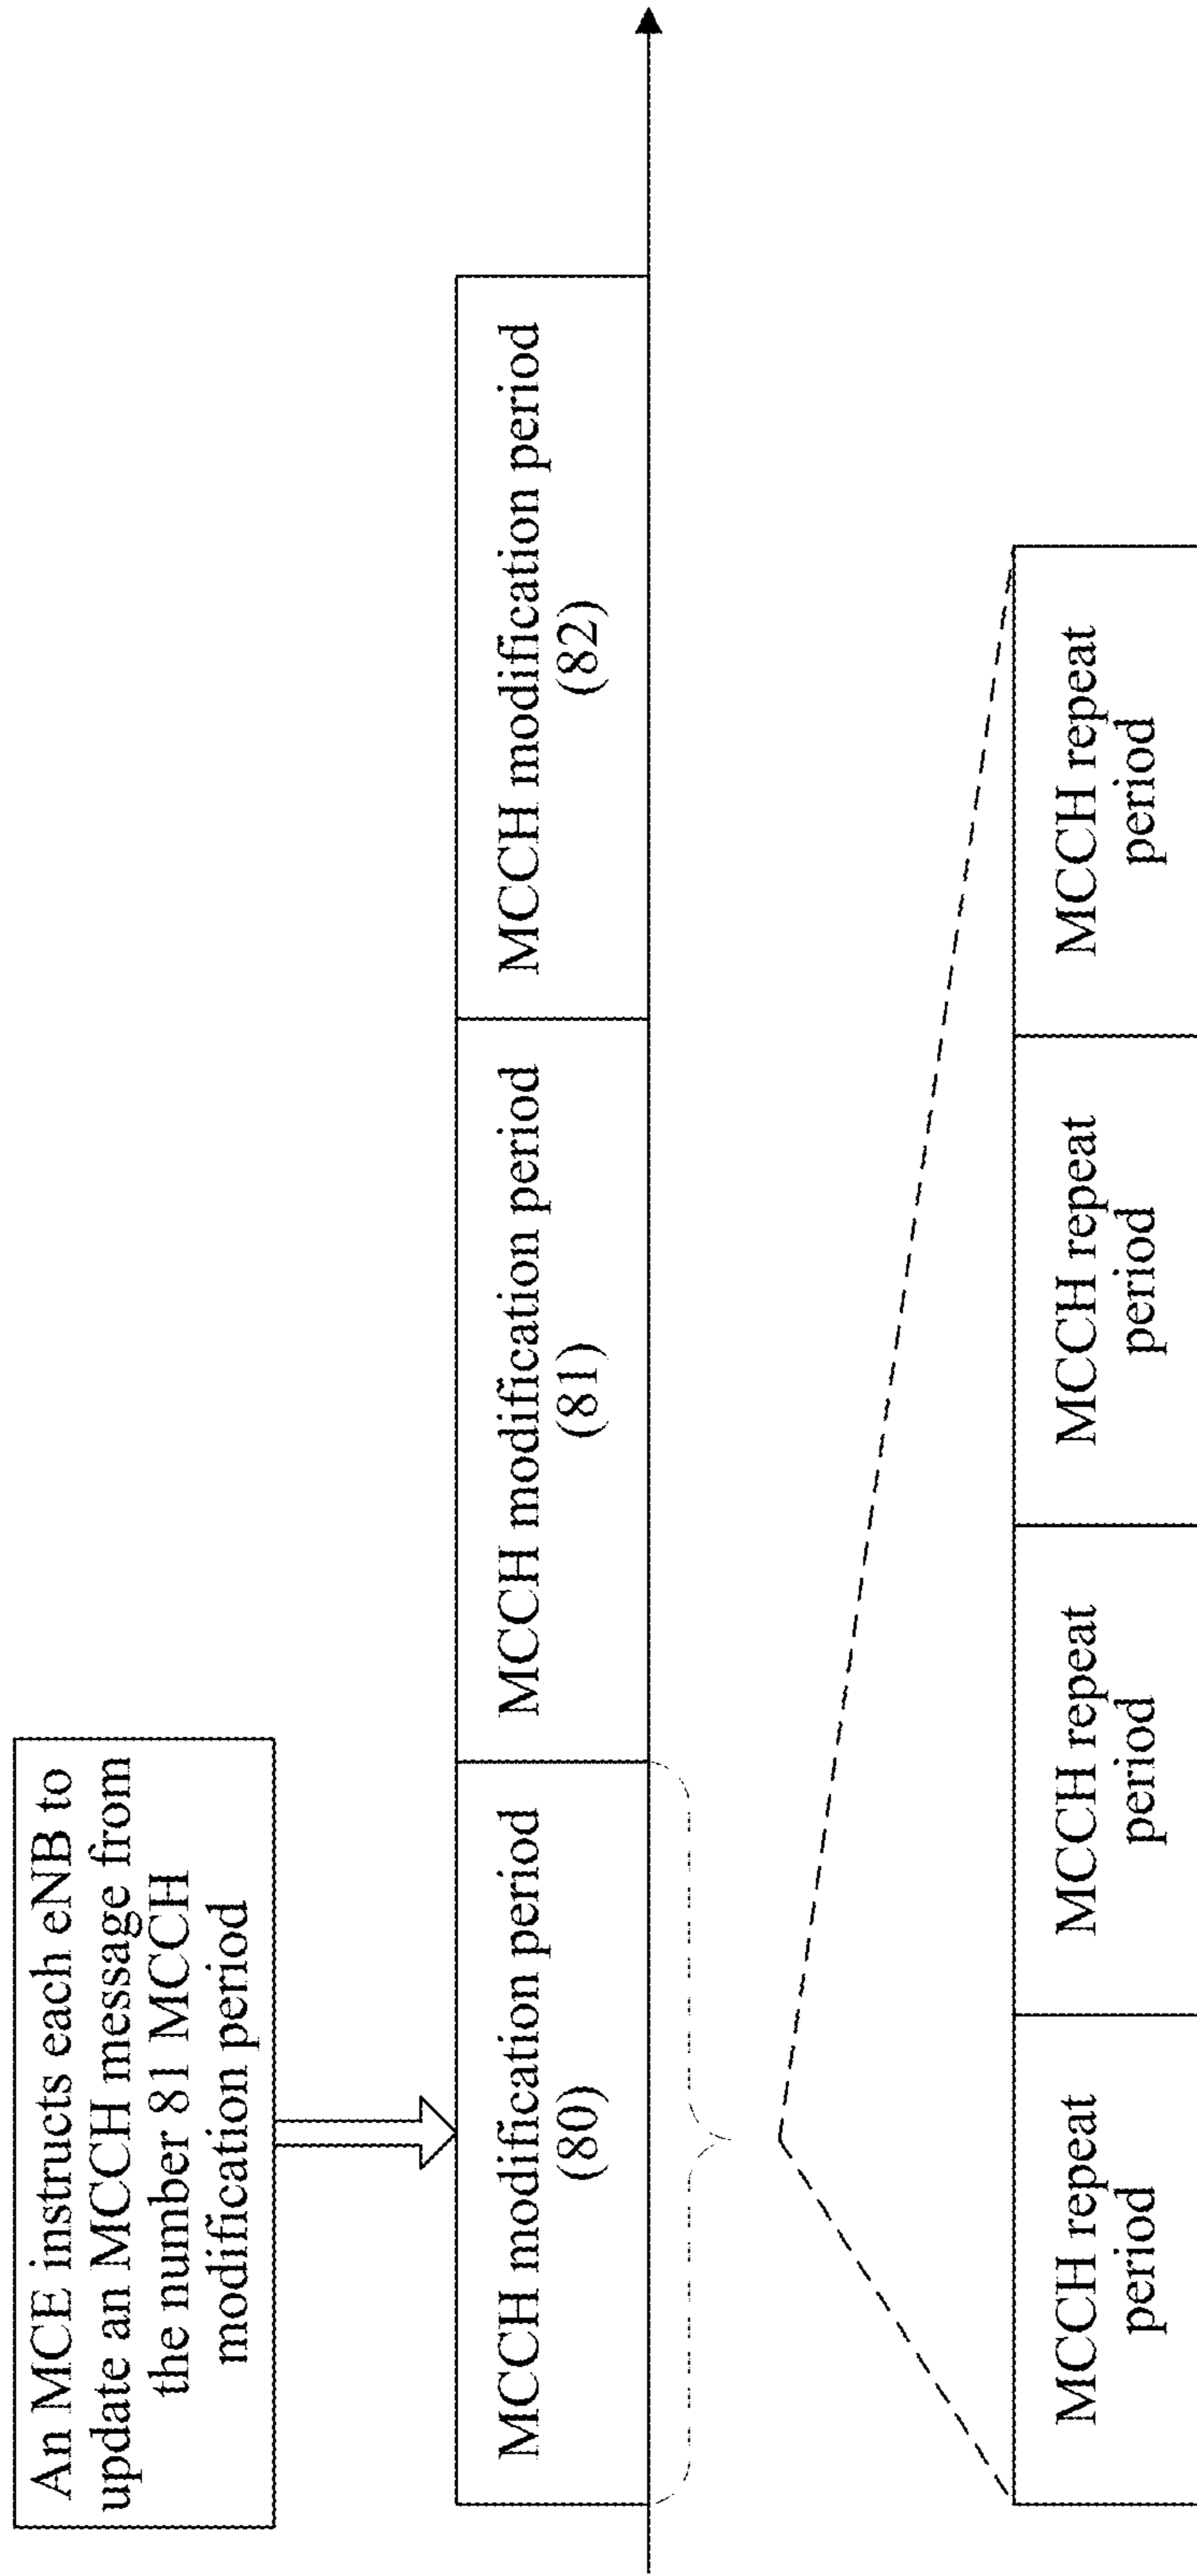 An MCE instructs each eNB to
update an MCCH message from
the number 81 MCCH
modification period
MCCH modification period
(80)
MCCH modification period
(81)
MCCH modification period
(82)
MCCH repeat
period
MCCH repeat
period
MCCH repeat
period
MCCH repeat
period